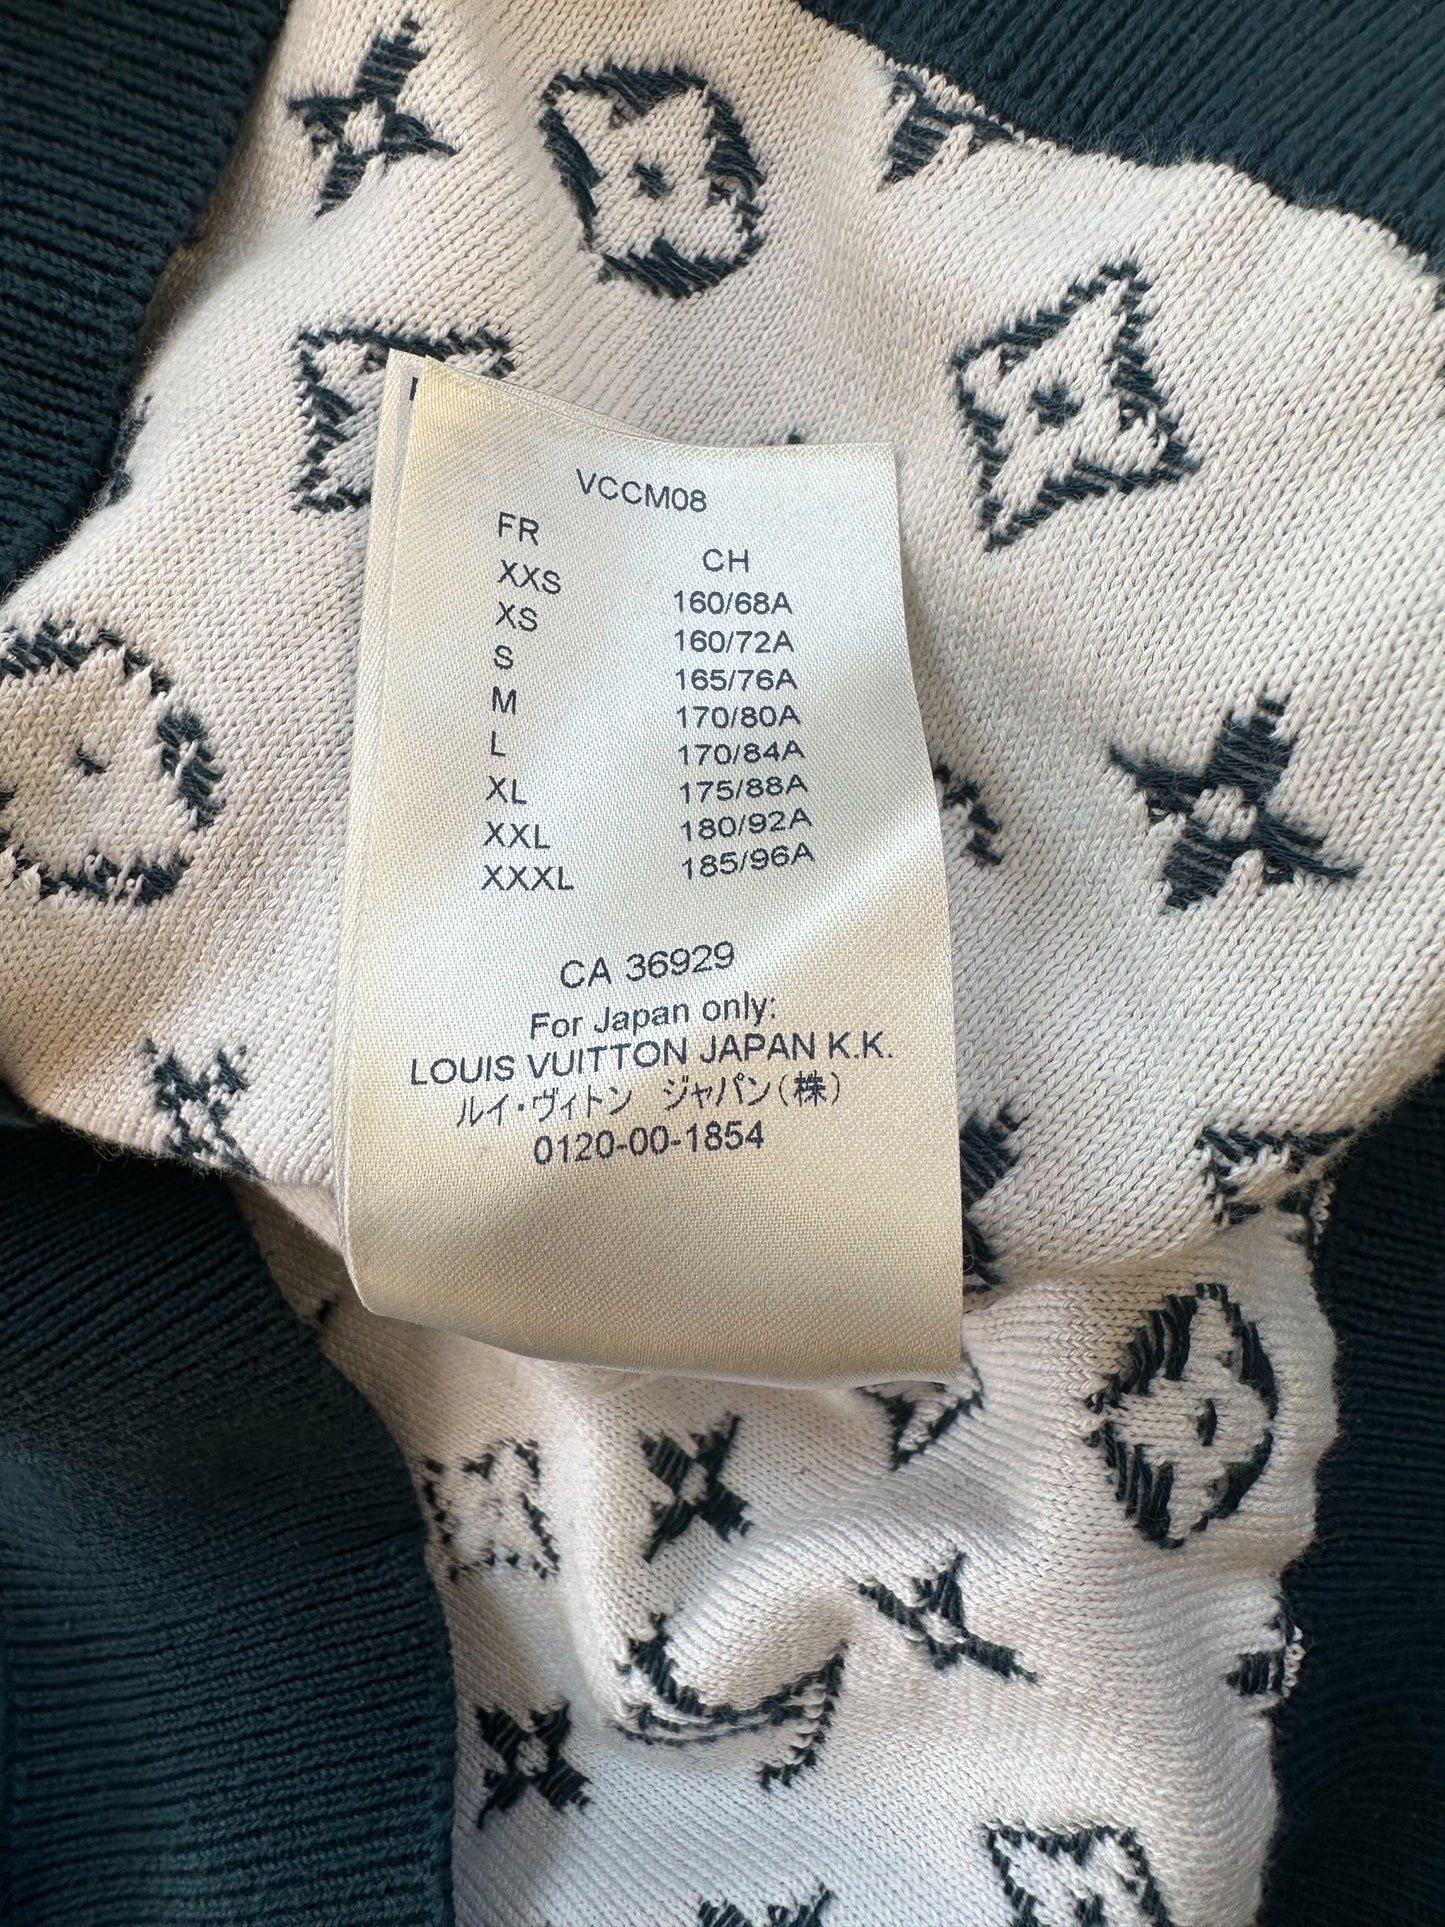 VCCM08
FR CH
XXS 160/68A
XS 160/72A
S 165/76A
M 170/80A
L 170/84A
XL 175/88A
XXL 180/92A
XXXL 185/96A
CA 36929
For Japan only:
LOUIS VUITTON JAPAN K.K.
ルイ・ヴィトン ジャパン(株)
0120-00-1854